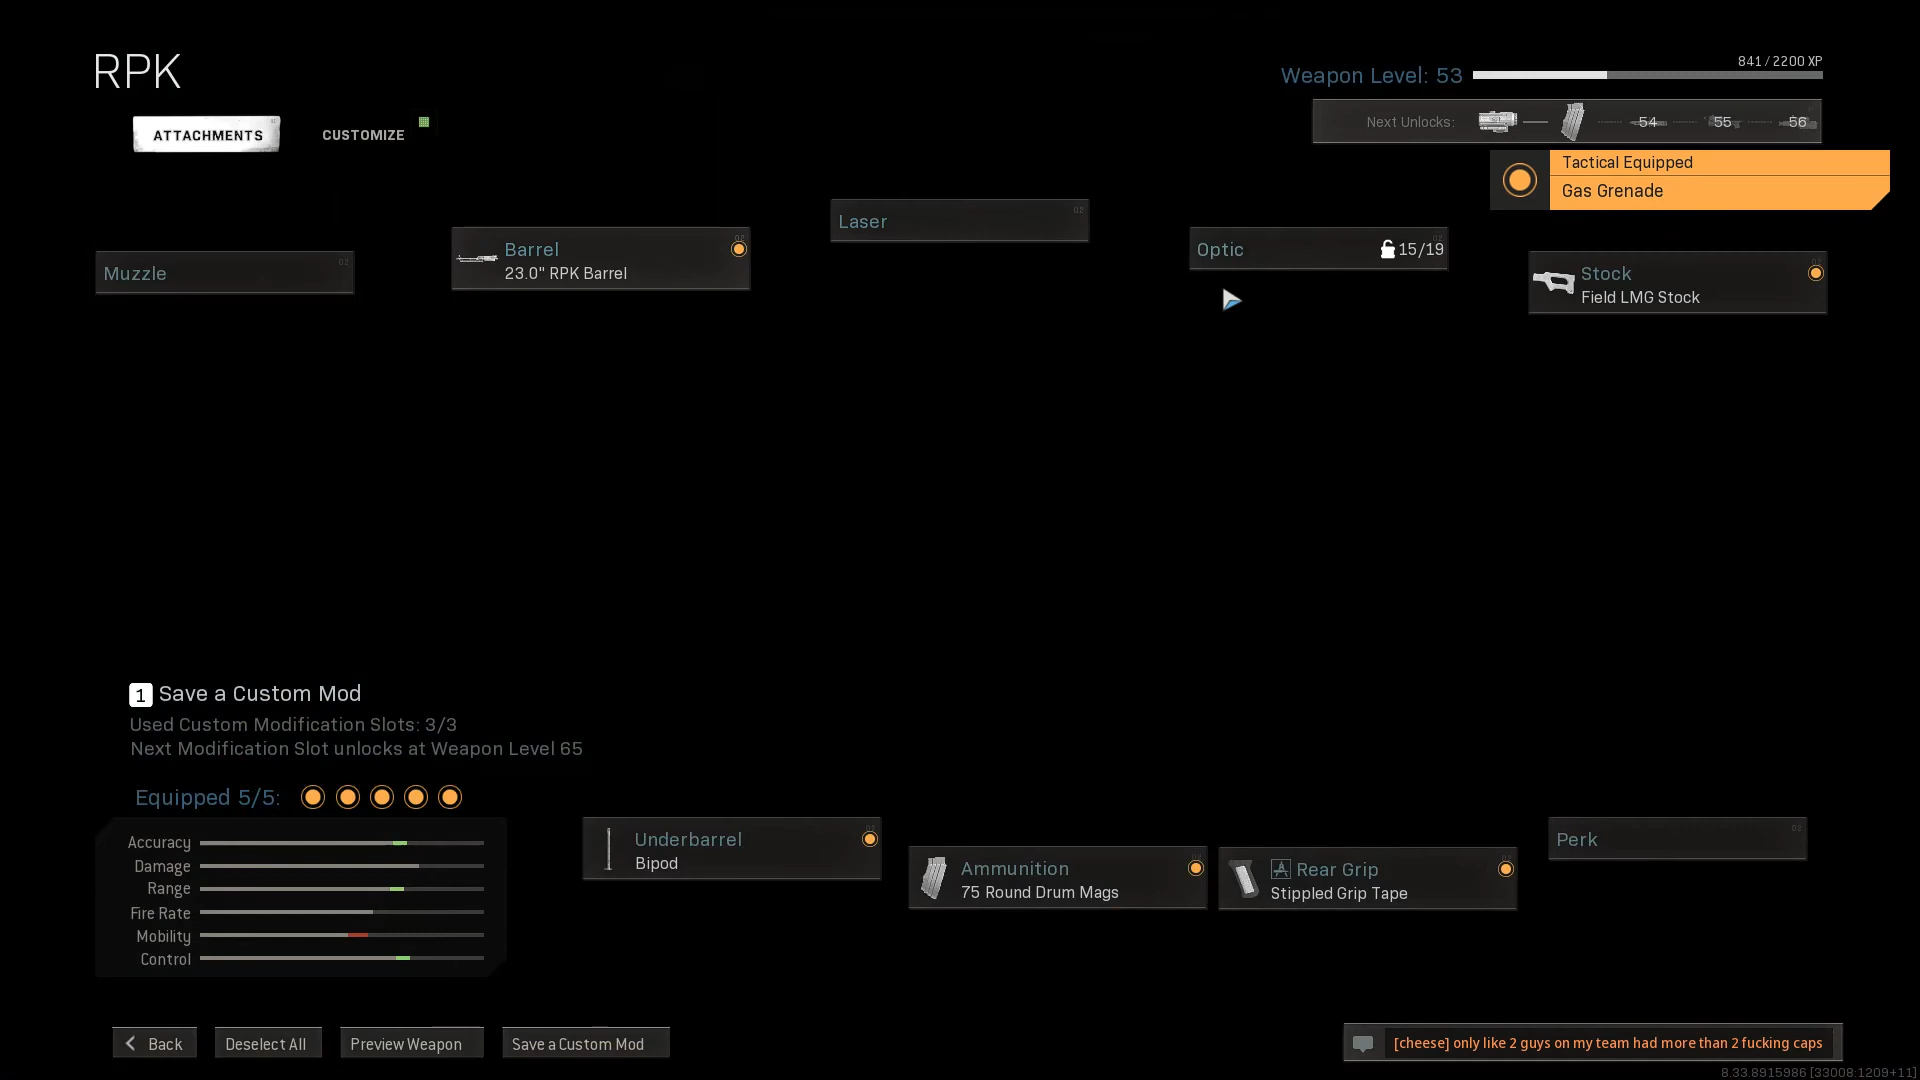 RPK
841 / 2200 XP
Weapon Level: 53
ATTACHMENTS
CUSTOMIZE
Next Unlocks:
54
55
56
Tactical Equipped
Gas Grenade
Laser
Barrel
23.0" RPK Barrel
Optic
15/19
Muzzle
Stock
Field LMG Stock
1 Save a Custom Mod
Used Custom Modification Slots: 3/3
Next Modification Slot unlocks at Weapon Level 65
Equipped 5/5:
Accuracy
Damage
Range
Fire Rate
Mobility
Control
Underbarrel
Bipod
Ammunition
75 Round Drum Mags
Rear Grip
Stippled Grip Tape
Perk
Back
Deselect All
Preview Weapon
Save a Custom Mod
[cheese] only like 2 guys on my team had more than 2 fucking caps
8.33.8915986 [33008:1209+11]